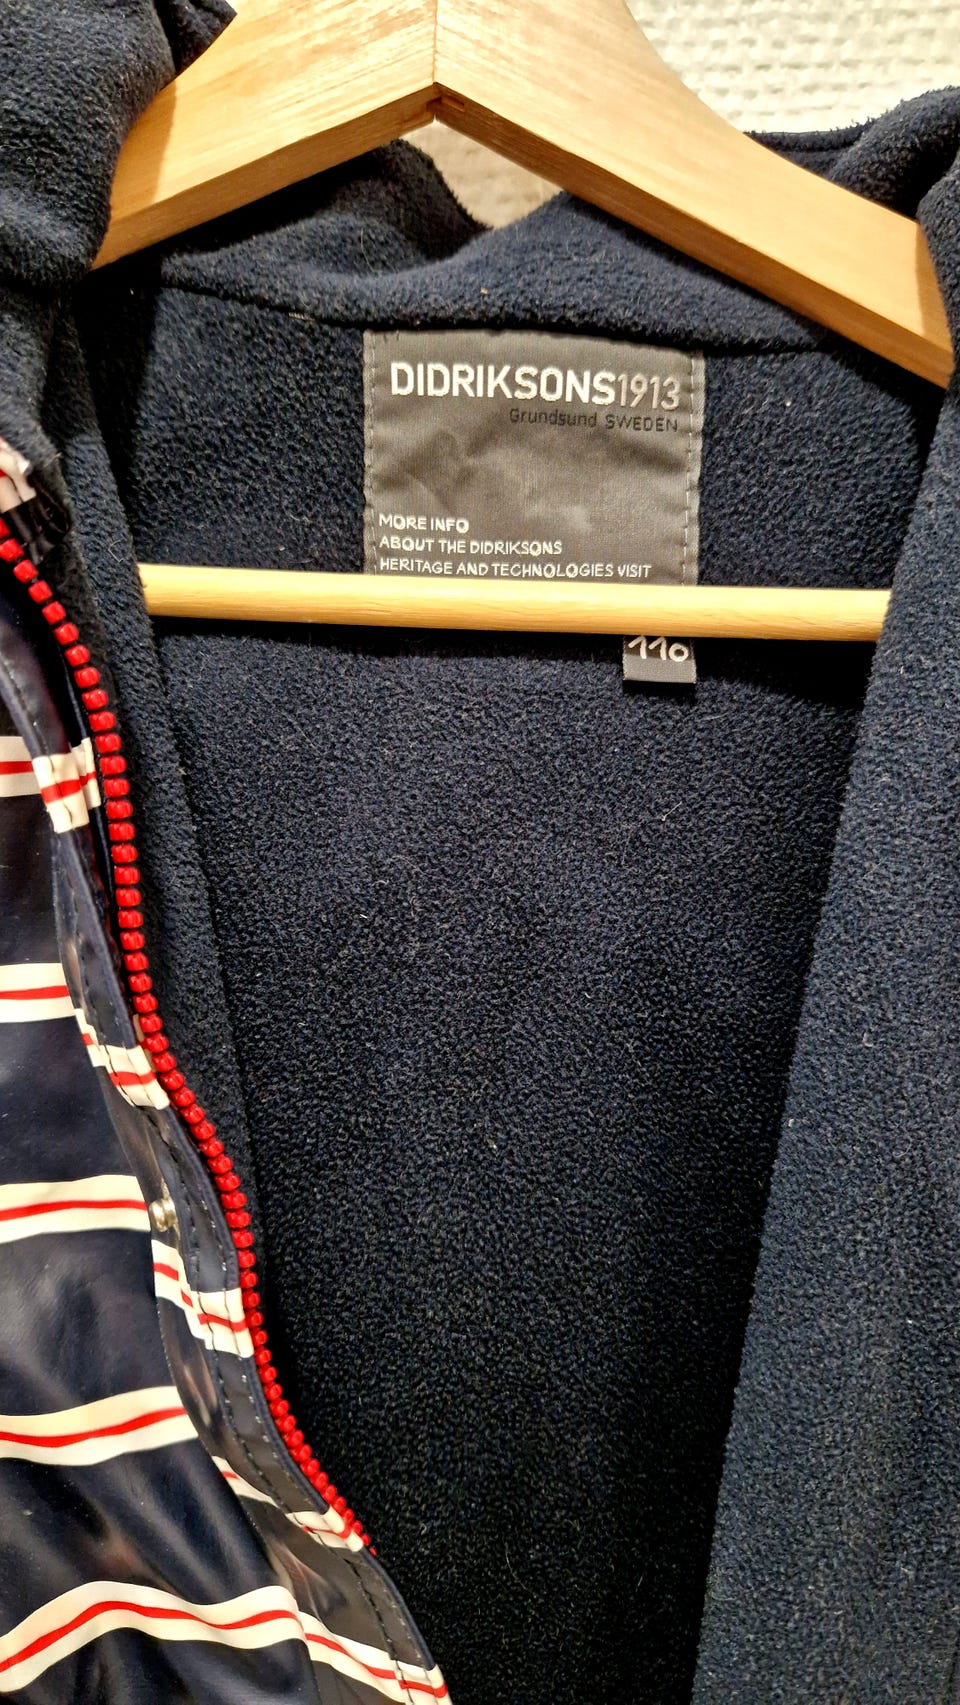 DIDRIKSONS1913
Grundsund SWEDEN
MORE INFO
ABOUT THE DIDRIKSONS
HERITAGE AND TECHNOLOGIES VISIT
110